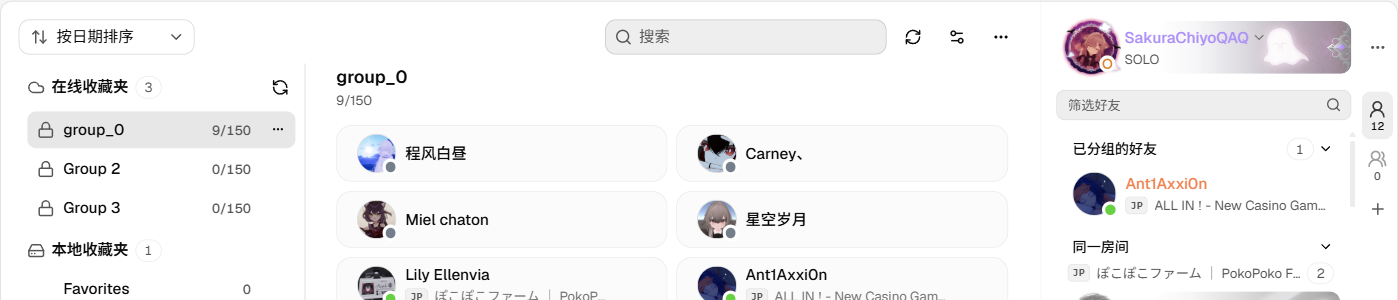 按日期排序
搜索
在线收藏夹 3
group_0 9/150 ...
Group 2 0/150
Group 3 0/150
本地收藏夹 1
Favorites 0
group_0
9/150
程风白昼
Carney、
Miel chaton
星空岁月
Lily Ellenvia
JP ぽこぽこファーム | PokoP...
Ant1Axxi0n
JP ALL IN ! - New Casino Gam...
SakuraChiyoQAQ
SOLO
筛选好友
已分组的好友 1
Ant1Axxi0n
JP ALL IN ! - New Casino Gam...
同一房间
JP ぽこぽこファーム | PokoPoko F... 2
12
0